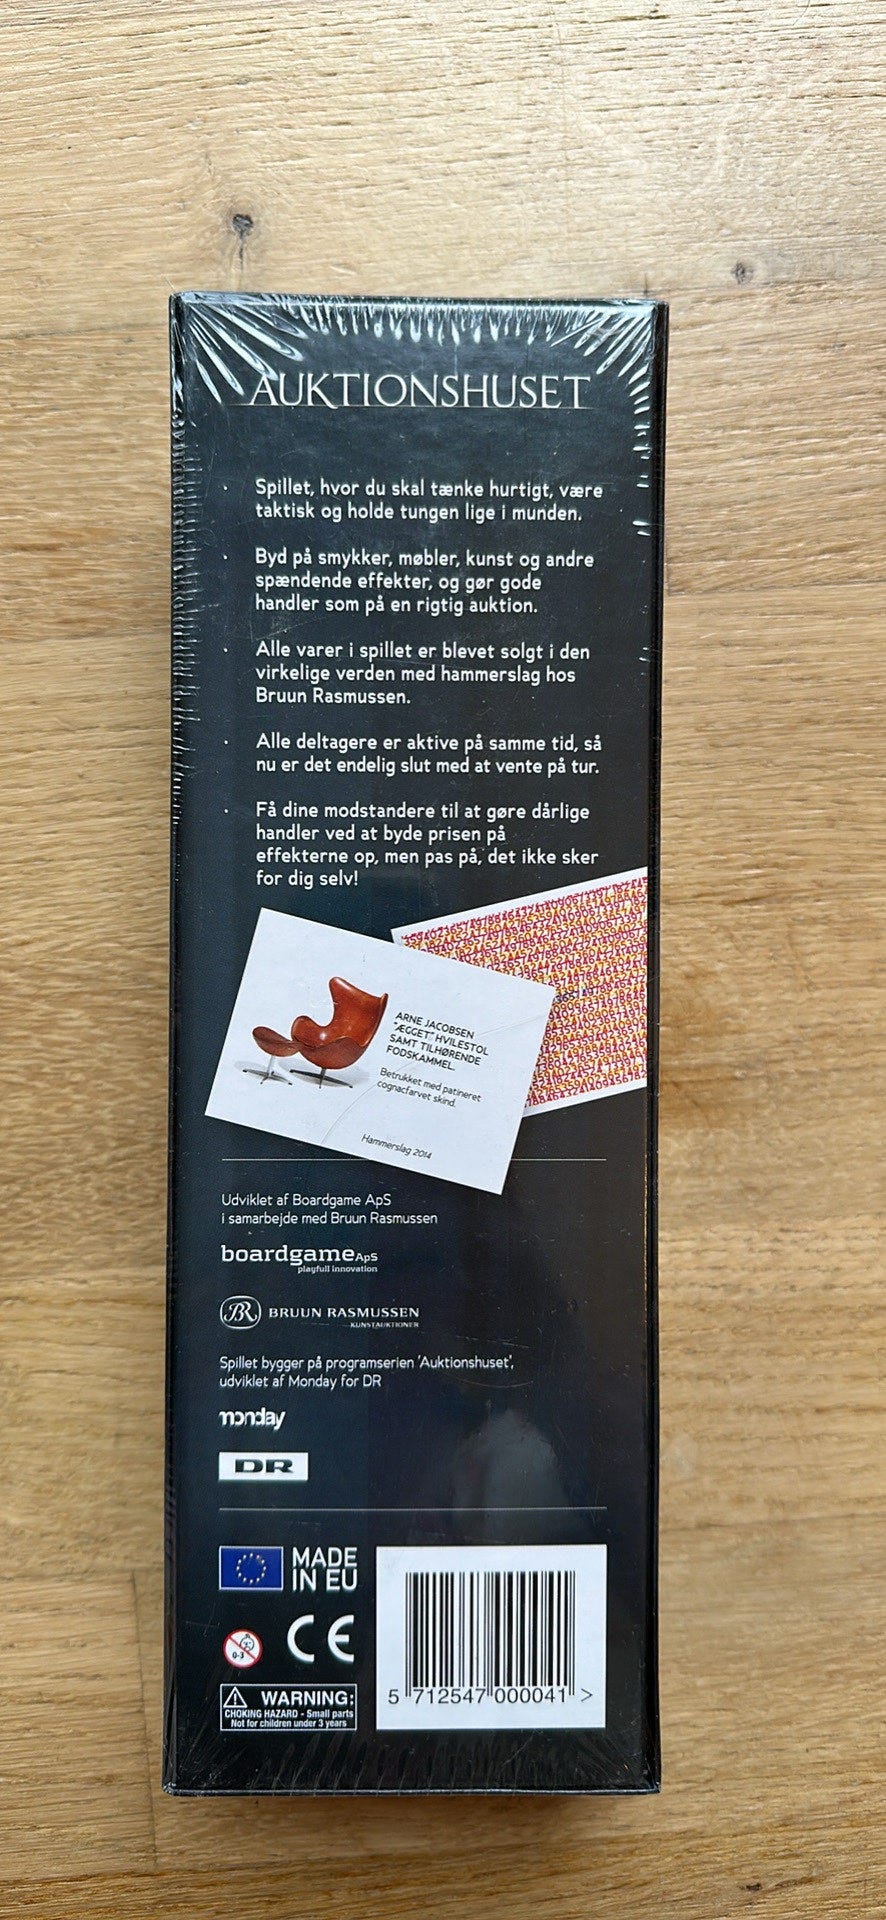 AUKTIONSHUSET
· Spillet, hvor du skal tænke hurtigt, være
taktisk og holde tungen lige i munden.
· Byd på smykker, møbler, kunst og andre
spændende effekter, og gør gode
handler som på en rigtig auktion.
· Alle varer i spillet er blevet solgt i den
virkelige verden med hammerslag hos
Bruun Rasmussen.
· Alle deltagere er aktive på samme tid, så
nu er det endelig slut med at vente på tur.
· Få dine modstandere til at gøre dårlige
handler ved at byde prisen på
effekterne op, men pas på, det ikke sker
for dig selv!
ARNE JACOBSEN
"ÆGGET" HVILESTOL
SAMT TILHØRENDE
FODSKAMMEL.
Betrukket med patineret
cognacfarvet skind.
Hammerslag 2014
Udviklet af Boardgame ApS
i samarbejde med Bruun Rasmussen
boardgame ApS
playfull innovation
BR BRUUN RASMUSSEN
KUNSTAUKTIONER
Spillet bygger på programserien 'Auktionshuset',
udviklet af Monday for DR
monday
DR
MADE
IN EU
0-3
CE
WARNING:
CHOKING HAZARD - Small parts
Not for children under 3 years
5 712547 000041 >